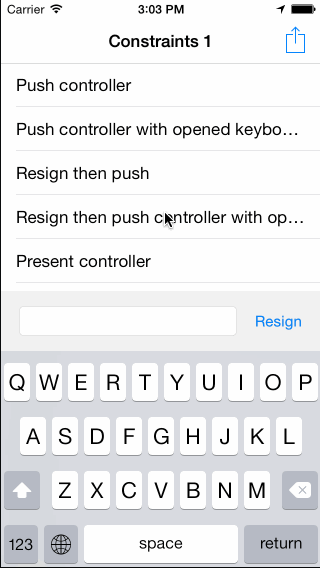 Carrier 3:03 PM
Constraints 1
Push controller
Push controller with opened keybo...
Resign then push
Resign then push controller with op...
Present controller
Resign
Q W E R T Y U I O P
A S D F G H J K L
Z X C V B N M
123 space return